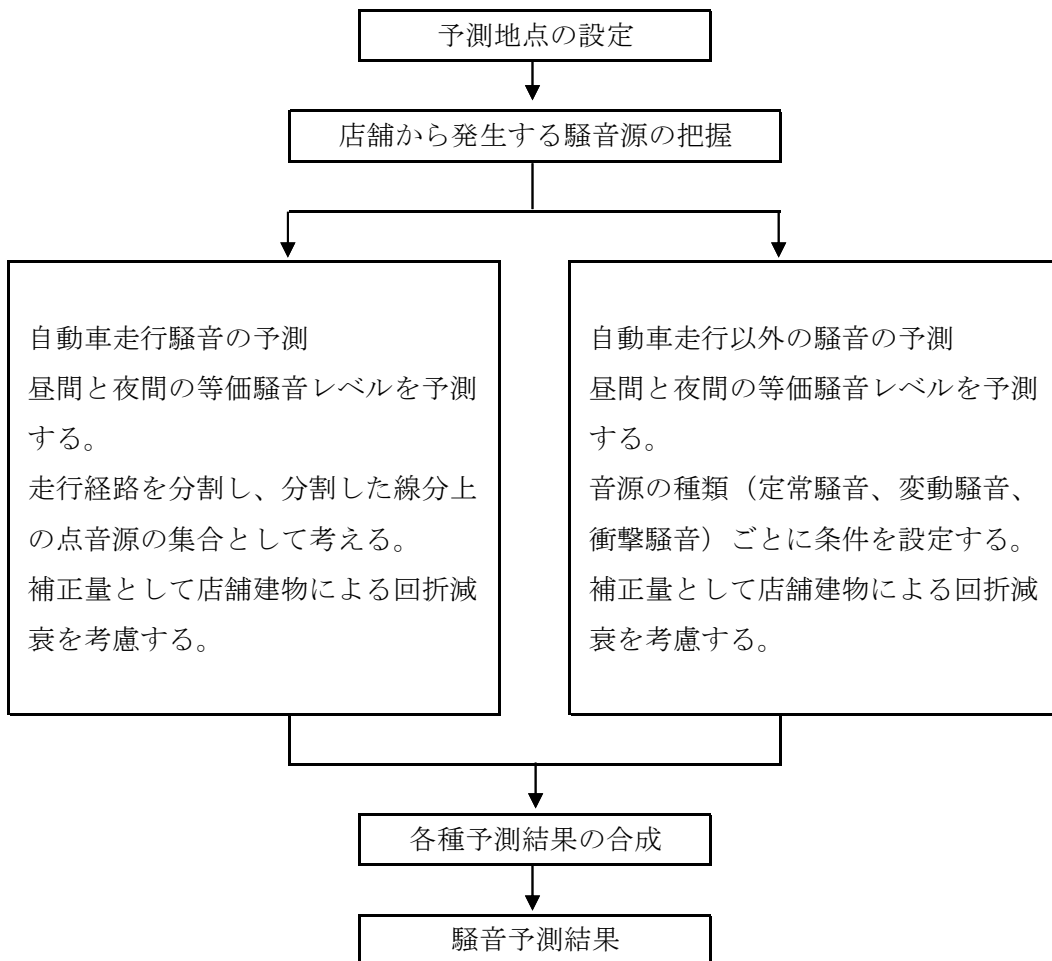 予測地点の設定
店舗から発生する騒音源の把握
自動車走行騒音の予測
昼間と夜間の等価騒音レベルを予測
する。
走行経路を分割し、分割した線分上
の点音源の集合として考える。
補正量として店舗建物による回折減
衰を考慮する。
自動車走行以外の騒音の予測
昼間と夜間の等価騒音レベルを予測
する。
音源の種類（定常騒音、変動騒音、
衝撃騒音）ごとに条件を設定する。
補正量として店舗建物による回折減
衰を考慮する。
各種予測結果の合成
騒音予測結果